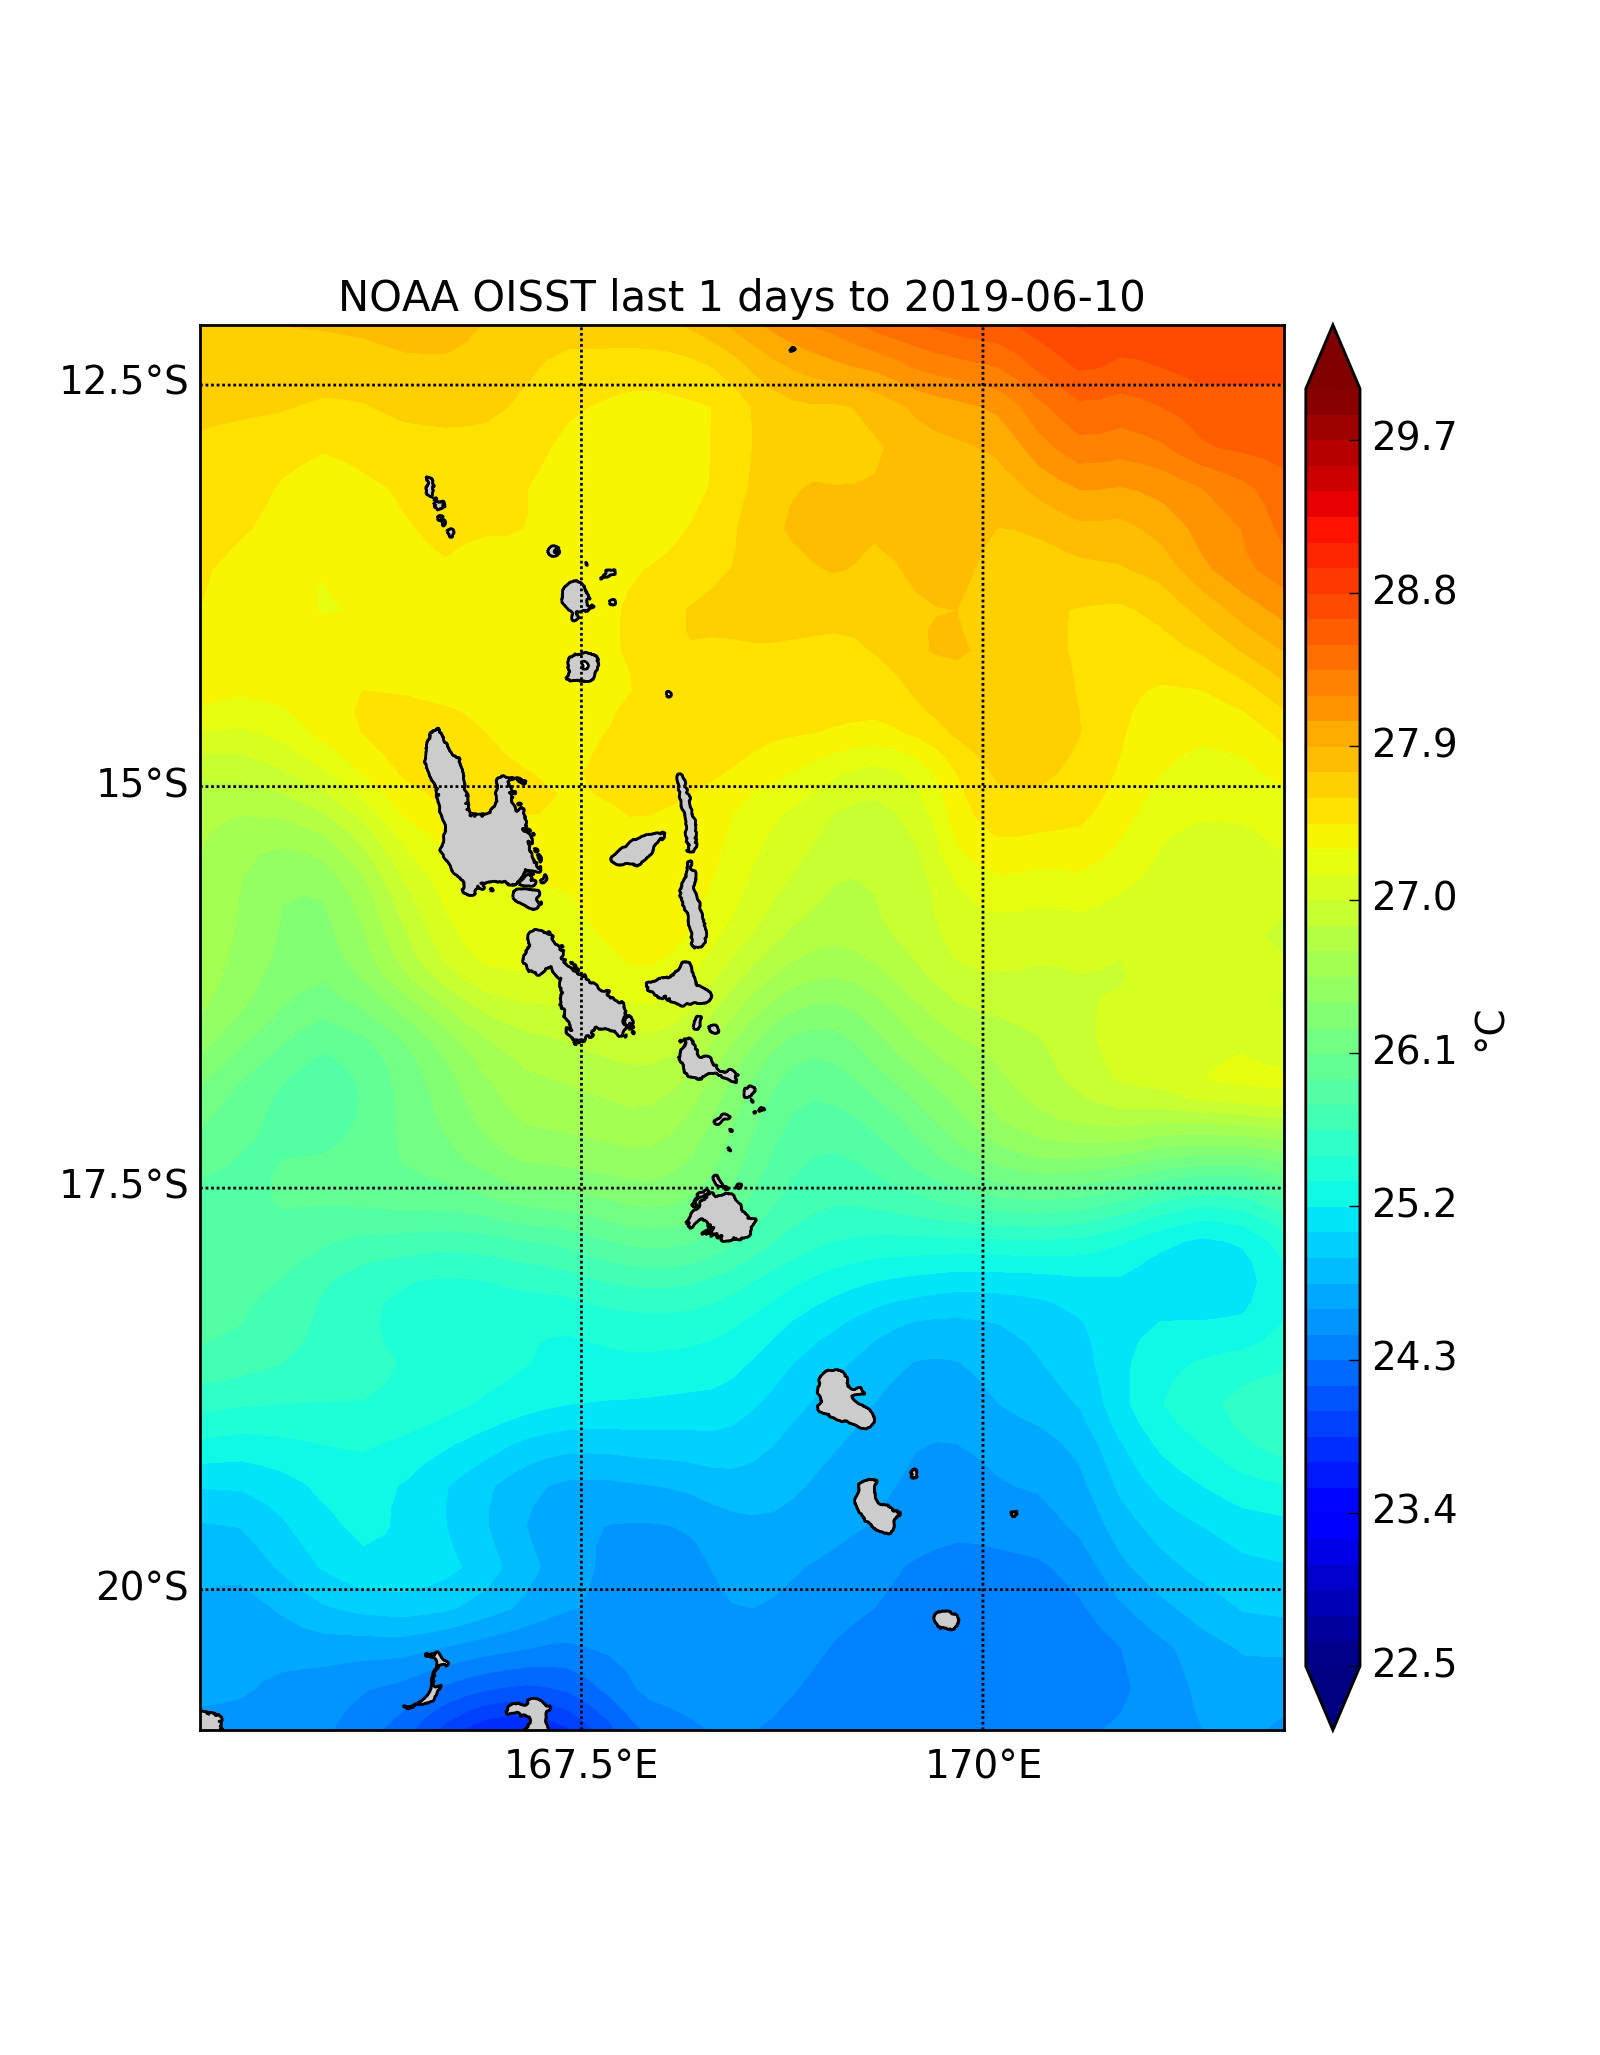 NOAA OISST last 1 days to 2019-06-10
12.5°S
15°S
17.5°S
20°S
167.5°E
170°E
29.7
28.8
27.9
27.0
26.1
25.2
24.3
23.4
22.5
°C